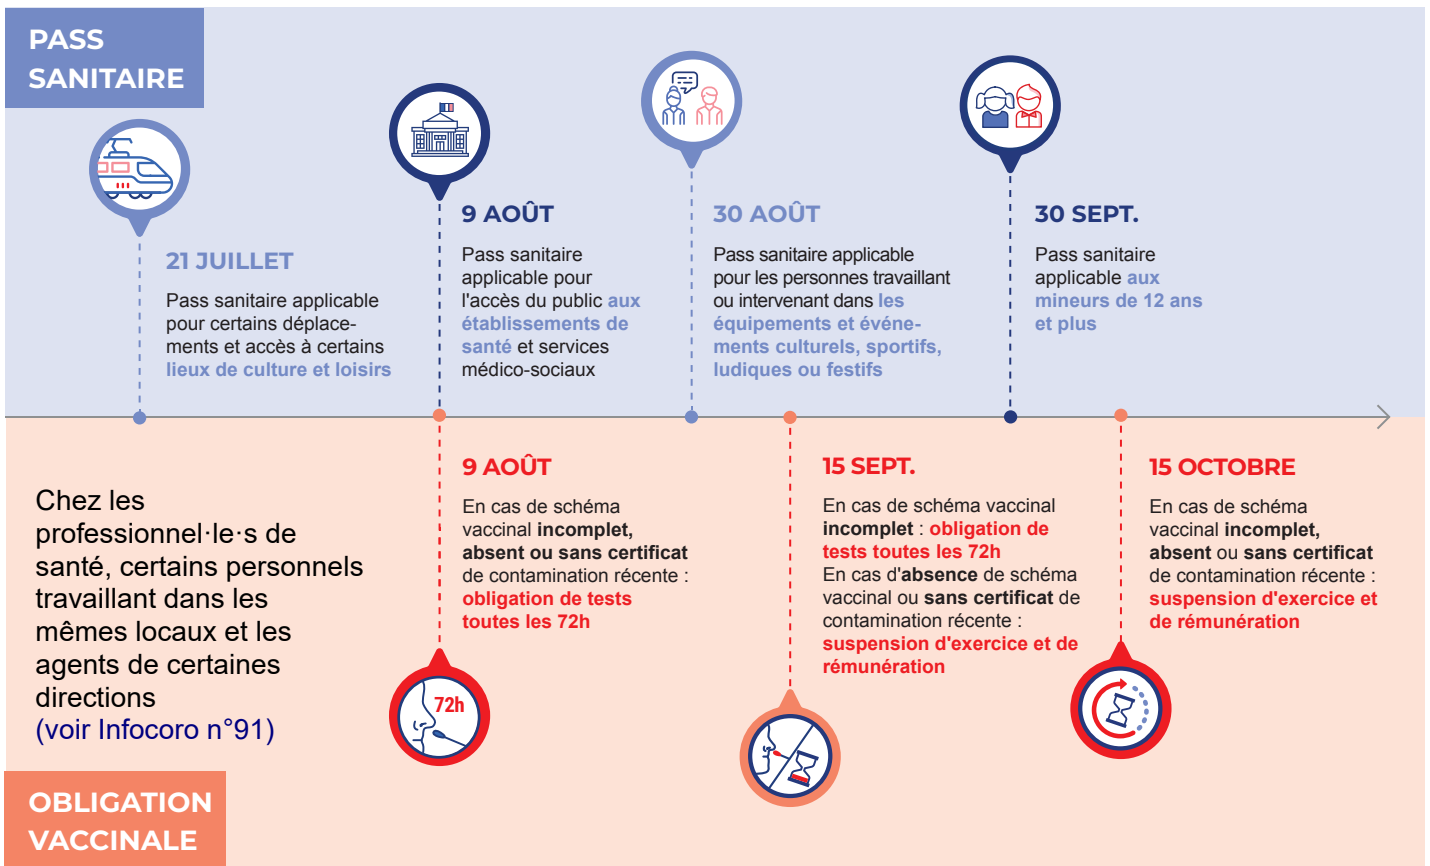 PASS
SANITAIRE
21 JUILLET
Pass sanitaire applicable
pour certains déplace-
ments et accès à certains
lieux de culture et loisirs
9 AOÛT
Pass sanitaire
applicable pour
l'accès du public aux
établissements de
santé et services
médico-sociaux
30 AOÛT
Pass sanitaire applicable
pour les personnes travaillant
ou intervenant dans les
équipements et événe-
ments culturels, sportifs,
ludiques ou festifs
30 SEPT.
Pass sanitaire
applicable aux
mineurs de 12 ans
et plus
Chez les
professionnel·le·s de
santé, certains personnels
travaillant dans les
mêmes locaux et les
agents de certaines
directions
(voir Infocoro n°91)
9 AOÛT
En cas de schéma
vaccinal incomplet,
absent ou sans certificat
de contamination récente :
obligation de tests
toutes les 72h
72h
15 SEPT.
En cas de schéma vaccinal
incomplet : obligation de
tests toutes les 72h
En cas d'absence de schéma
vaccinal ou sans certificat de
contamination récente :
suspension d'exercice et de
rémunération
15 OCTOBRE
En cas de schéma
vaccinal incomplet,
absent ou sans certificat
de contamination récente :
suspension d'exercice et
de rémunération
OBLIGATION
VACCINALE